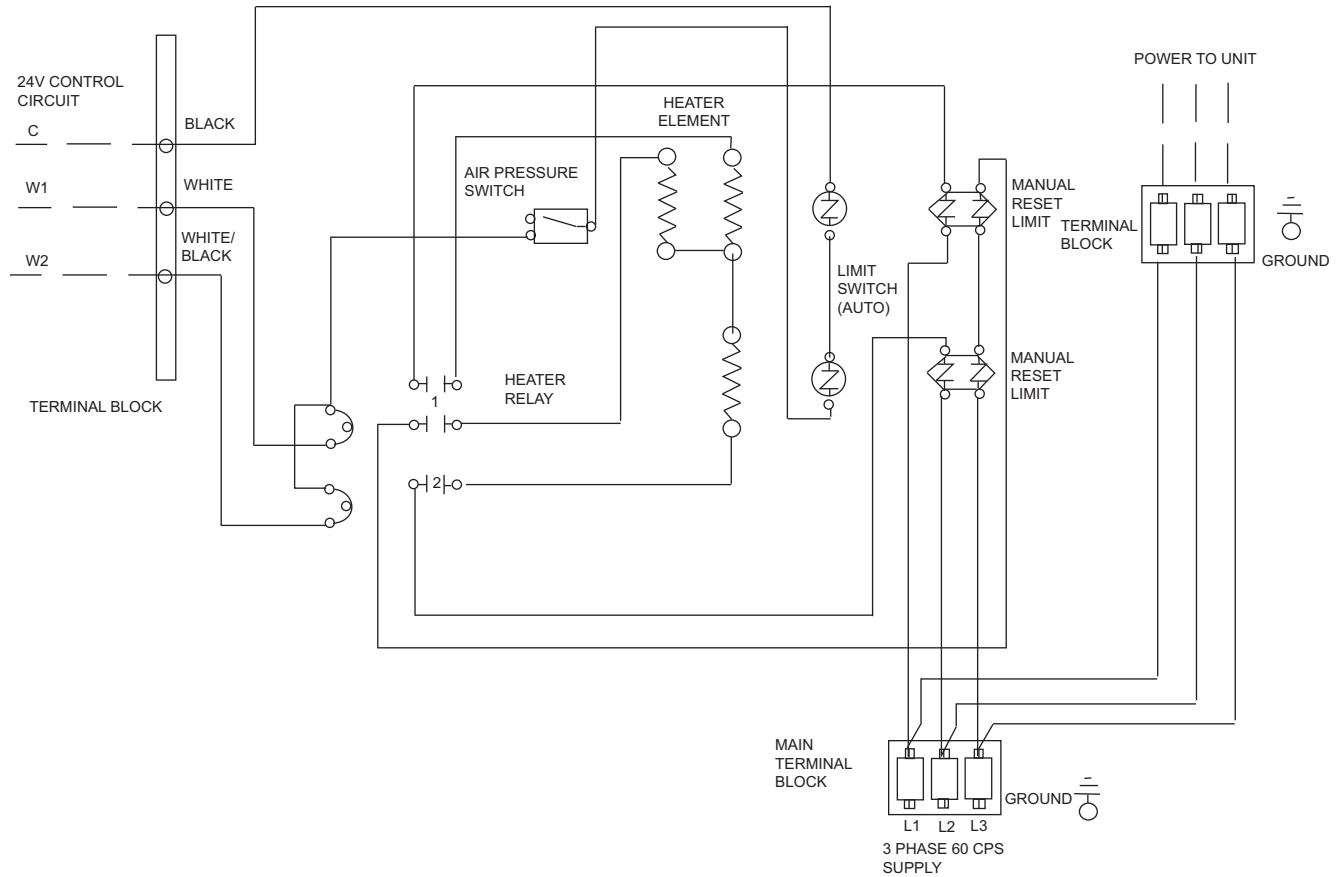 POWER TO UNIT
24V CONTROL
CIRCUIT
C
BLACK
W1
WHITE
WHITE/
BLACK
W2
TERMINAL BLOCK
HEATER
ELEMENT
AIR PRESSURE
SWITCH
LIMIT
SWITCH
(AUTO)
MANUAL
RESET
LIMIT
TERMINAL
BLOCK
GROUND
MANUAL
RESET
LIMIT
HEATER
RELAY
1
2
MAIN
TERMINAL
BLOCK
GROUND
L1 L2 L3
3 PHASE 60 CPS
SUPPLY